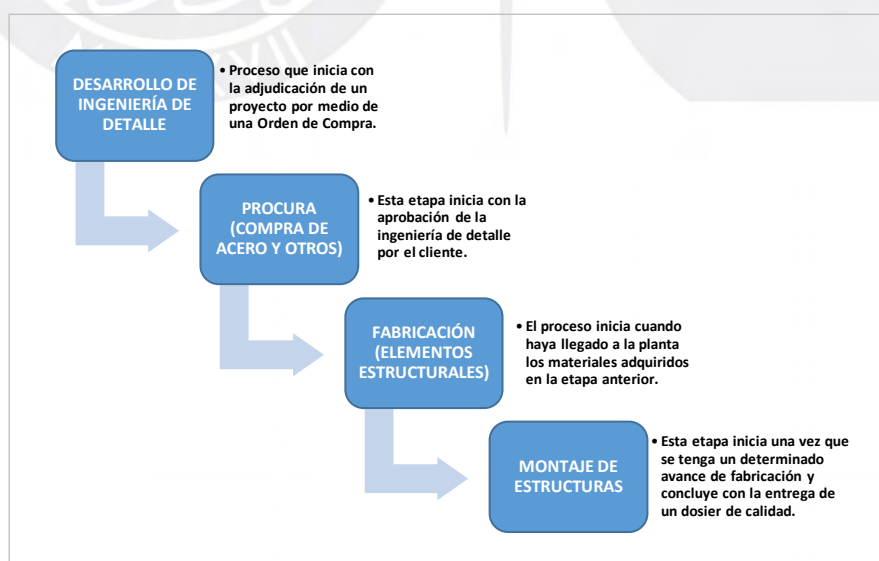 DESARROLLO DE
INGENIERÍA DE
DETALLE
• Proceso que inicia con
la adjudicación de un
proyecto por medio de
una Orden de Compra.
PROCURA
(COMPRA DE
ACERO Y OTROS)
• Esta etapa inicia con la
aprobación de la
ingeniería de detalle
por el cliente.
FABRICACIÓN
(ELEMENTOS
ESTRUCTURALES)
• El proceso inicia cuando
haya llegado a la planta
los materiales adquiridos
en la etapa anterior.
MONTAJE DE
ESTRUCTURAS
• Esta etapa inicia una vez que
se tenga un determinado
avance de fabricación y
concluye con la entrega de
un dosier de calidad.